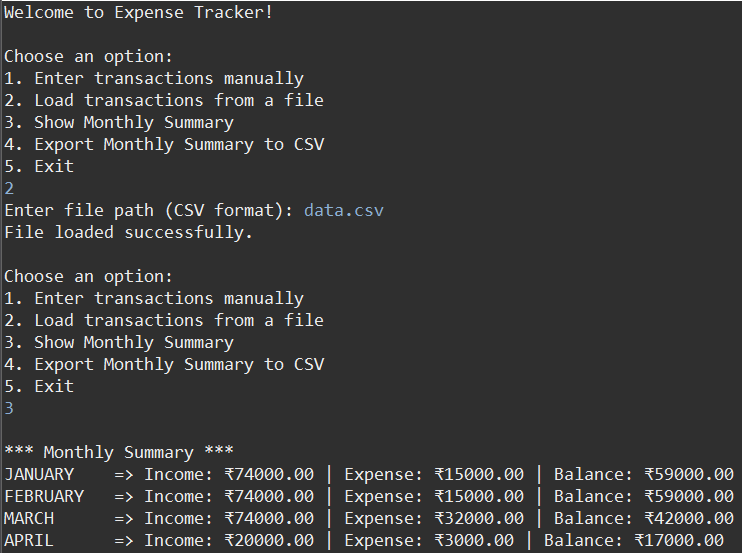 Welcome to Expense Tracker!
Choose an option:
1. Enter transactions manually
2. Load transactions from a file
3. Show Monthly Summary
4. Export Monthly Summary to CSV
5. Exit
2
Enter file path (CSV format): data.csv
File loaded successfully.
Choose an option:
1. Enter transactions manually
2. Load transactions from a file
3. Show Monthly Summary
4. Export Monthly Summary to CSV
5. Exit
3
*** Monthly Summary ***
JANUARY    => Income: ₹74000.00 | Expense: ₹15000.00 | Balance: ₹59000.00
FEBRUARY   => Income: ₹74000.00 | Expense: ₹15000.00 | Balance: ₹59000.00
MARCH      => Income: ₹74000.00 | Expense: ₹32000.00 | Balance: ₹42000.00
APRIL      => Income: ₹20000.00 | Expense: ₹3000.00 | Balance: ₹17000.00